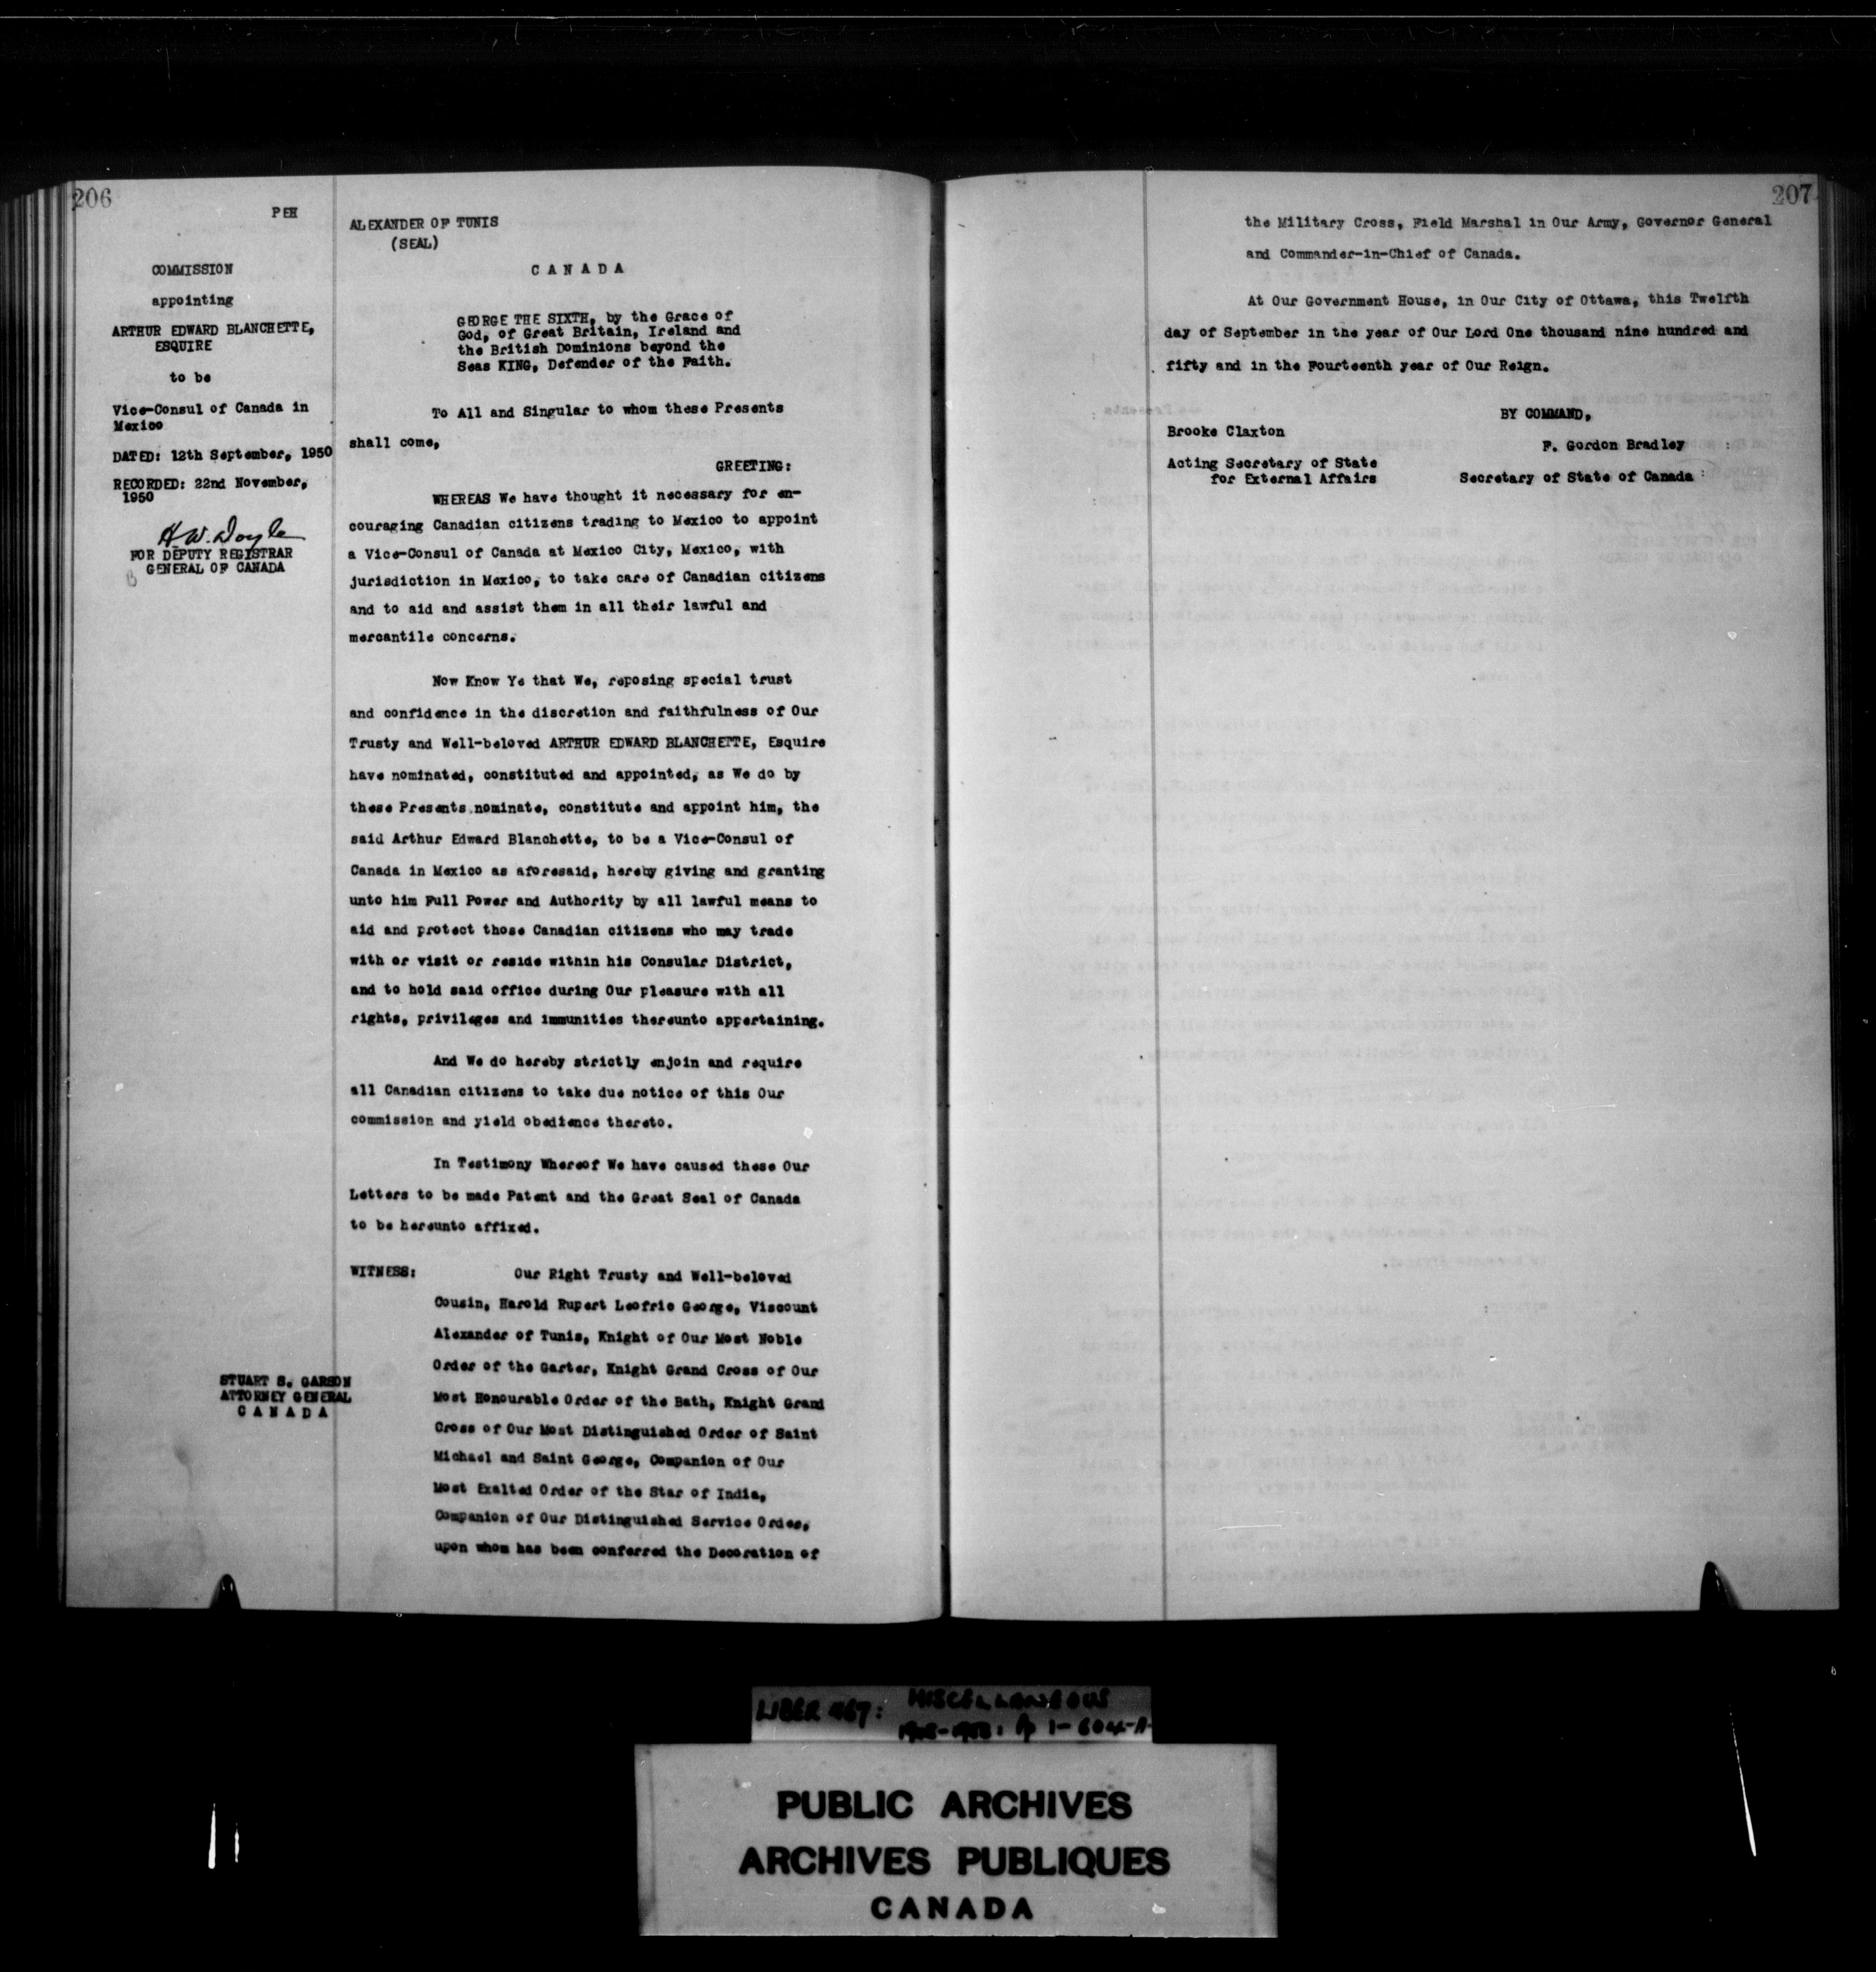 206
PEH
COMMISSION
appointing
ARTHUR EDWARD BLANCHETTE,
ESQUIRE
to be
Vice-Consul of Canada in
Mexico
DATED: 12th September, 1950
RECORDED: 22nd November,
1950
H.W. Doyle
FOR DEPUTY REGISTRAR
GENERAL OF CANADA
STUART S. GARSON
ATTORNEY GENERAL
C A N A D A
ALEXANDER OF TUNIS
(SEAL)
C A N A D A
GEORGE THE SIXTH, by the Grace of
God, of Great Britain, Ireland and
the British Dominions beyond the
Seas KING, Defender of the Faith.
To All and Singular to whom these Presents
shall come,
GREETING:
WHEREAS We have thought it necessary for en-
couraging Canadian citizens trading to Mexico to appoint
a Vice-Consul of Canada at Mexico City, Mexico, with
jurisdiction in Mexico, to take care of Canadian citizens
and to aid and assist them in all their lawful and
mercantile concerns.
Now Know Ye that We, reposing special trust
and confidence in the discretion and faithfulness of Our
Trusty and Well-beloved ARTHUR EDWARD BLANCHETTE, Esquire
have nominated, constituted and appointed, as We do by
these Presents nominate, constitute and appoint him, the
said Arthur Edward Blanchette, to be a Vice-Consul of
Canada in Mexico as aforesaid, hereby giving and granting
unto him Full Power and Authority by all lawful means to
aid and protect those Canadian citizens who may trade
with or visit or reside within his Consular District,
and to hold said office during Our pleasure with all
rights, privileges and immunities thereunto appertaining.
And We do hereby strictly enjoin and require
all Canadian citizens to take due notice of this Our
commission and yield obedience thereto.
In Testimony Whereof We have caused these Our
Letters to be made Patent and the Great Seal of Canada
to be hereunto affixed.
WITNESS: Our Right Trusty and Well-beloved
Cousin, Harold Rupert Leofric George, Viscount
Alexander of Tunis, Knight of Our Most Noble
Order of the Garter, Knight Grand Cross of Our
Most Honourable Order of the Bath, Knight Grand
Cross of Our Most Distinguished Order of Saint
Michael and Saint George, Companion of Our
Most Exalted Order of the Star of India,
Companion of Our Distinguished Service Order,
upon whom has been conferred the Decoration of
207
the Military Cross, Field Marshal in Our Army, Governor General
and Commander-in-Chief of Canada.
At Our Government House, in Our City of Ottawa, this Twelfth
day of September in the year of Our Lord One thousand nine hundred and
fifty and in the Fourteenth year of Our Reign.
BY COMMAND,
Brooke Claxton
F. Gordon Bradley
Acting Secretary of State
for External Affairs
Secretary of State of Canada
LIBER 467: MISCELLANEOUS
1-604-A
PUBLIC ARCHIVES
ARCHIVES PUBLIQUES
CANADA